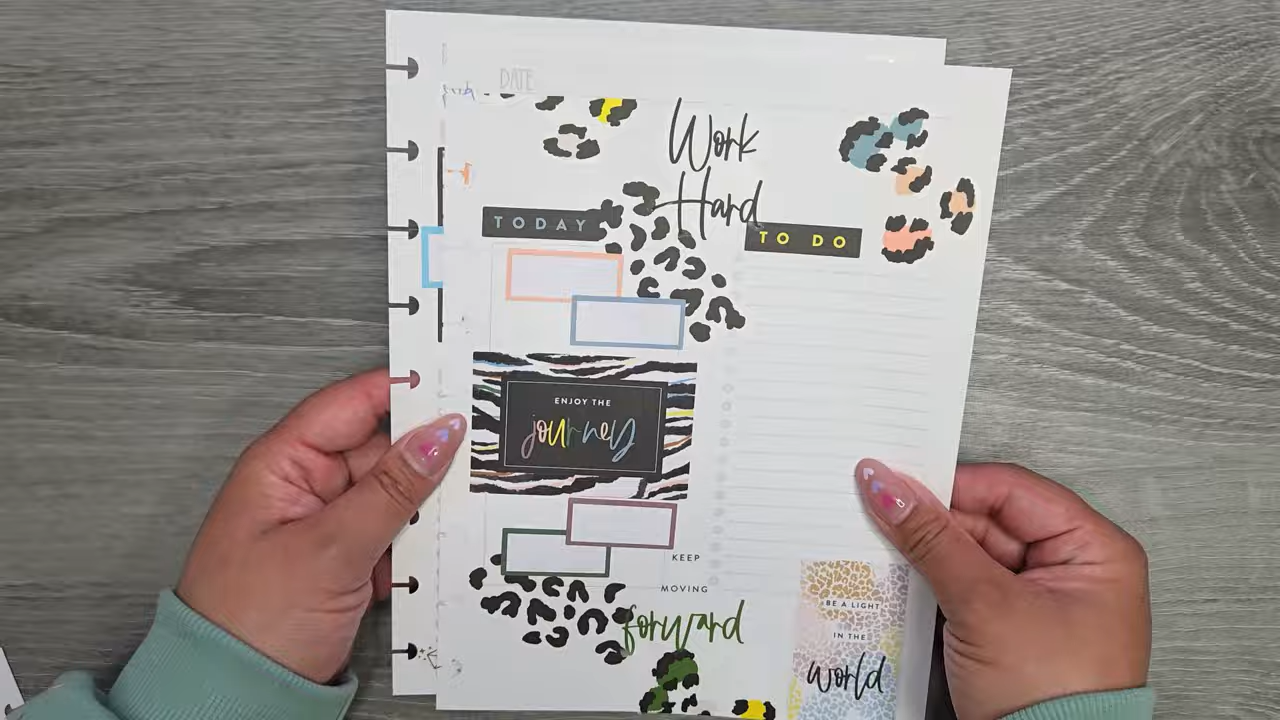 DATE
Work
Hard
TODAY
TO DO
ENJOY THE
journey
KEEP
MOVING
forward
BE A LIGHT
IN THE
world